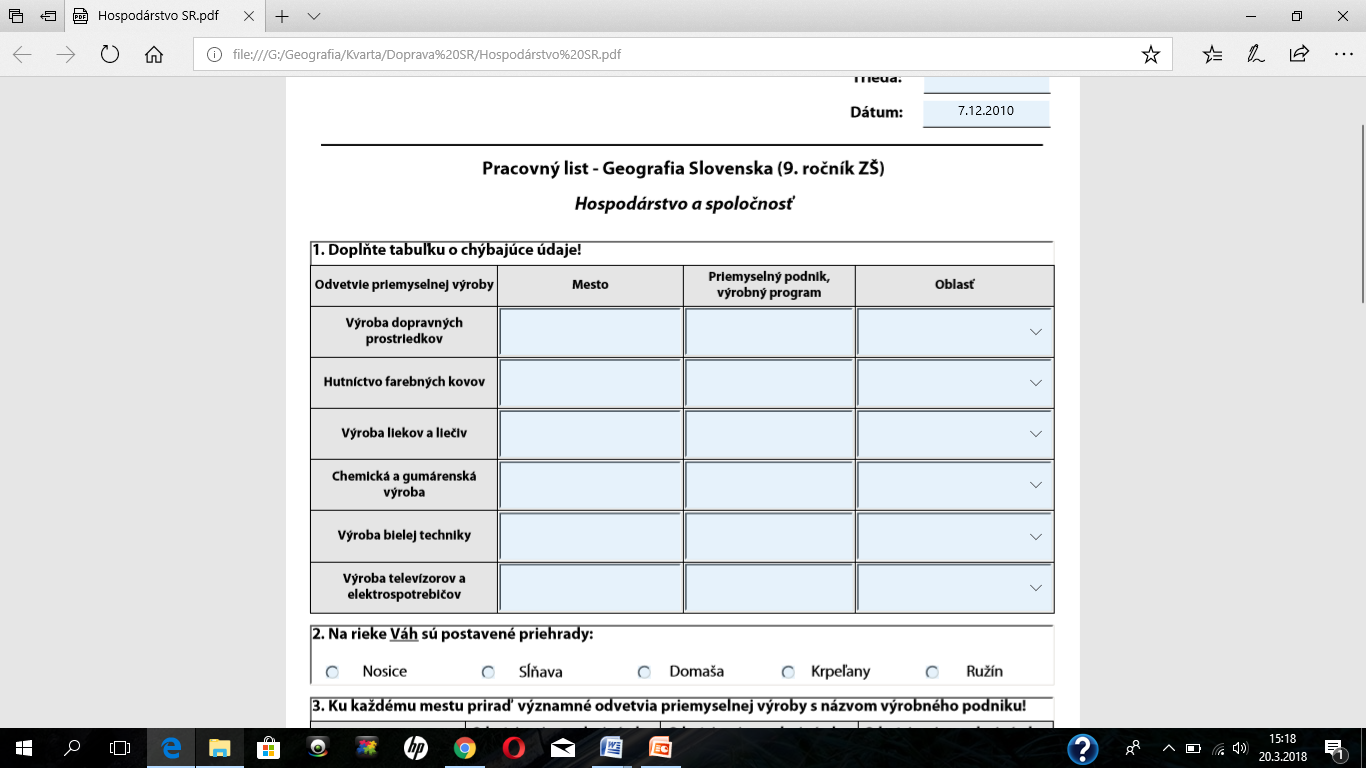 Hospodárstvo SR.pdf
file:///G:/Geografia/Kvarta/Doprava%20SR/Hospodárstvo%20SR.pdf
Trieda:
Dátum:
7.12.2010
Pracovný list - Geografia Slovenska (9. ročník ZŠ)
Hospodárstvo a spoločnosť
1. Doplňte tabuľku o chýbajúce údaje!
Odvetvie priemyselnej výroby
Mesto
Priemyselný podnik,
výrobný program
Oblasť
Výroba dopravných
prostriedkov
Hutníctvo farebných kovov
Výroba liekov a liečiv
Chemická a gumárenská
výroba
Výroba bielej techniky
Výroba televízorov a
elektrospotrebičov
2. Na rieke Váh sú postavené priehrady:
Nosice
Sĺňava
Domaša
Krpeľany
Ružín
3. Ku každému mestu priraď významné odvetvia priemyselnej výroby s názvom výrobného podniku!
15:18
20.3.2018